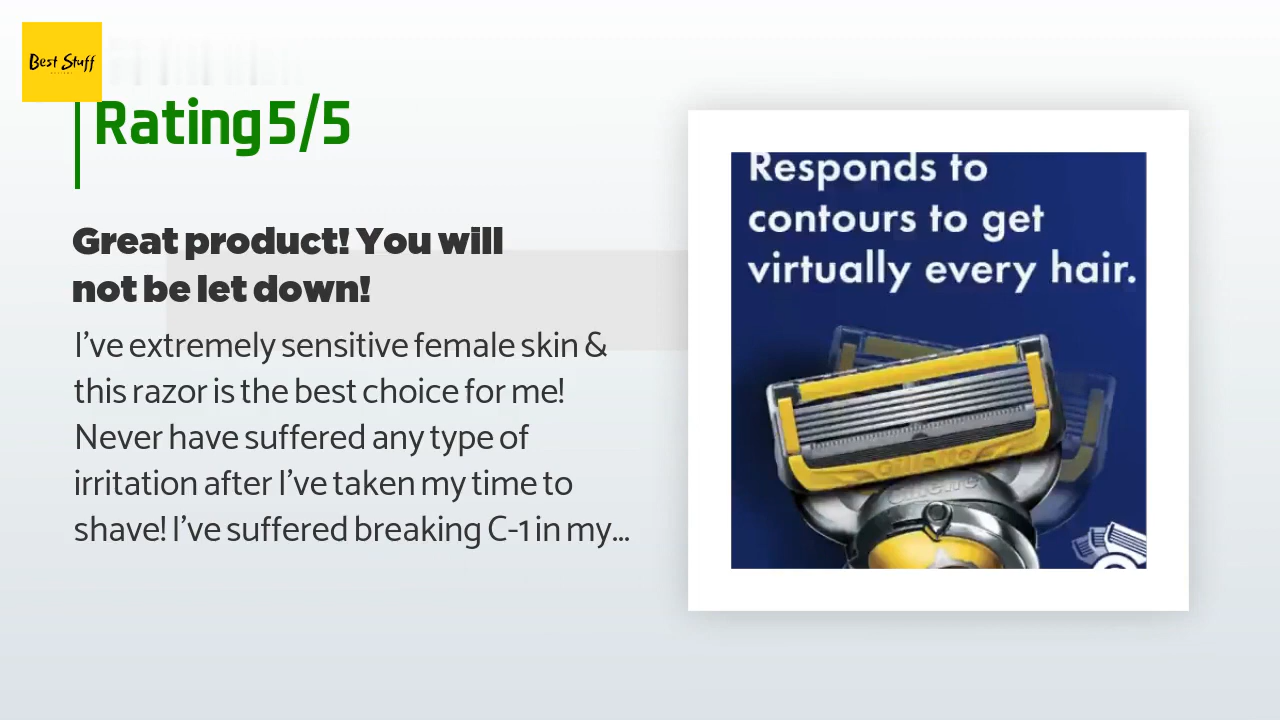 Best Stuff
Rating 5/5
Great product! You will
not be let down!
I've extremely sensitive female skin &
this razor is the best choice for me!
Never have suffered any type of
irritation after I've taken my time to
shave! I've suffered breaking C-1 in my...
Responds to
contours to get
virtually every hair.
Gillette
Gillette